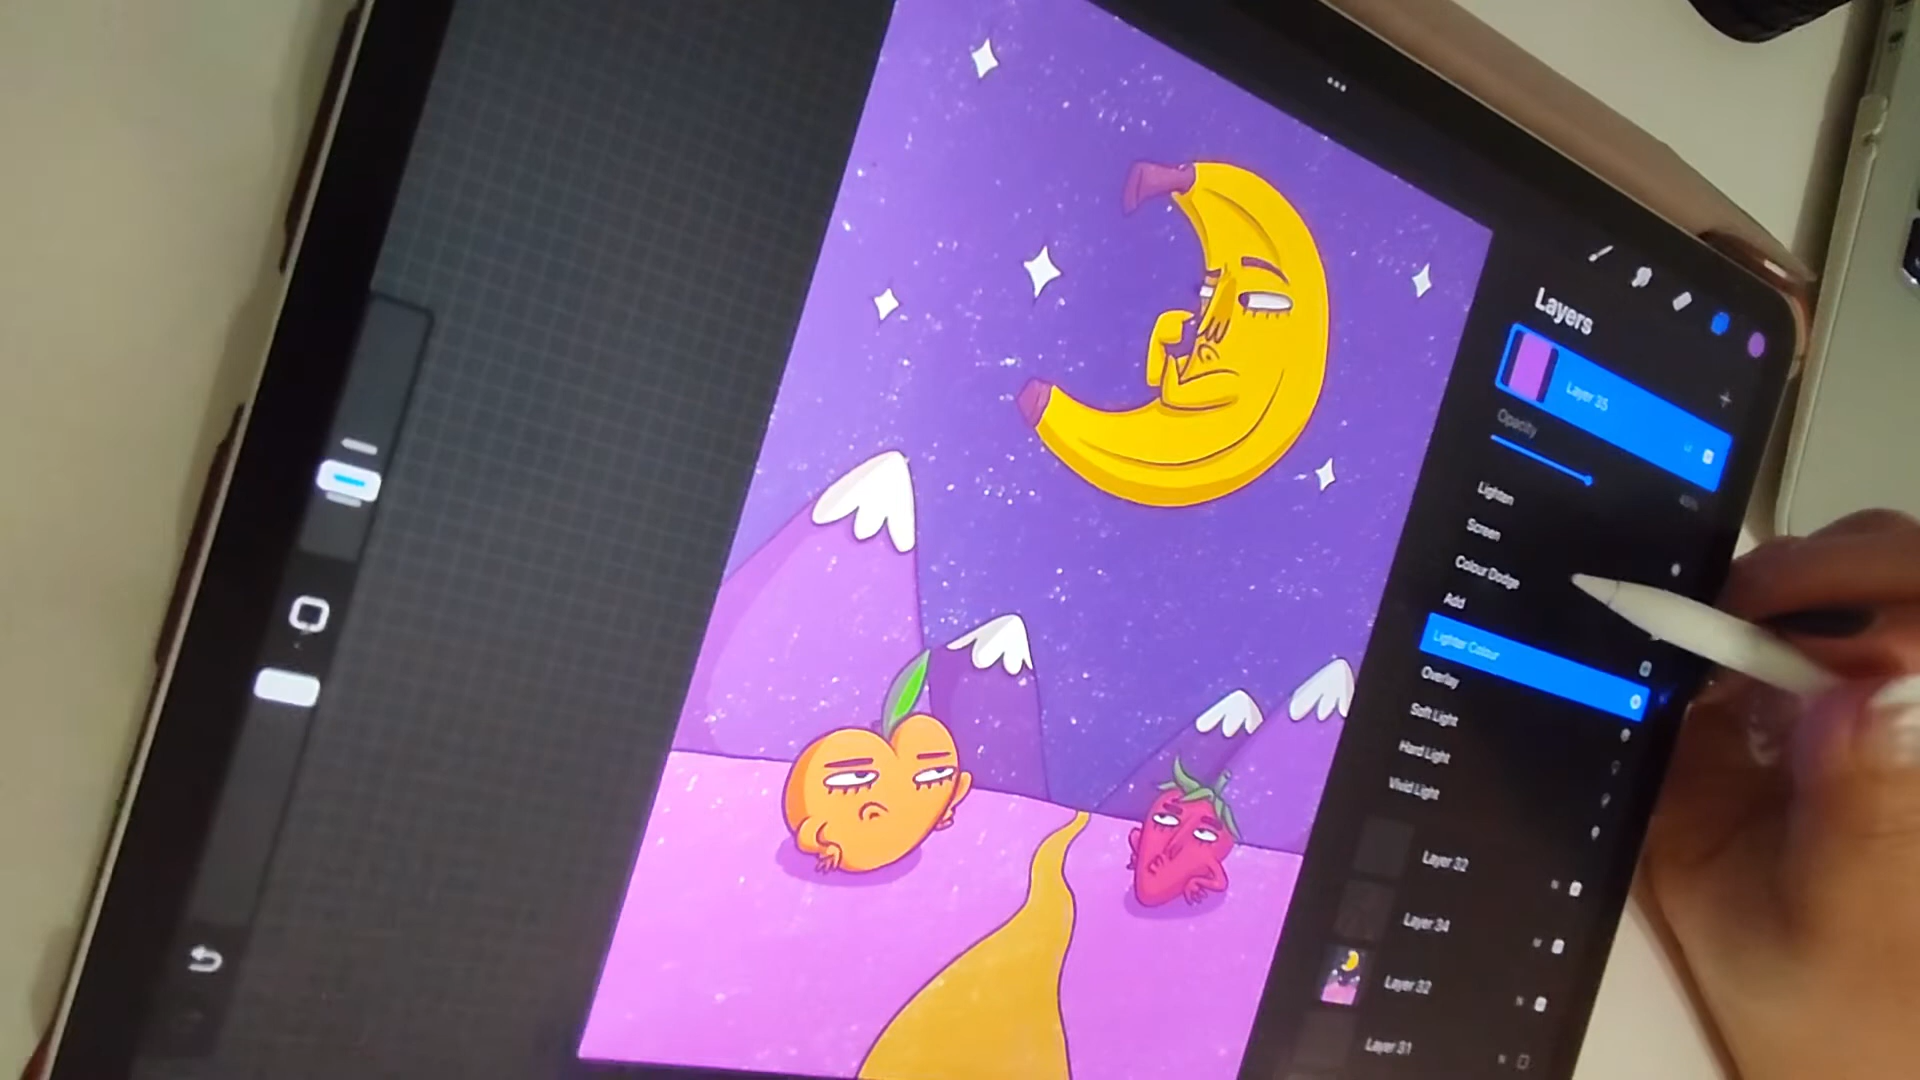 Layers
Layer 35
Opacity
Lighten
Screen
Colour Dodge
Add
Lighter Colour
Overlay
Soft Light
Hard Light
Vivid Light
Layer 32
Layer 34
Layer 32
Layer 31